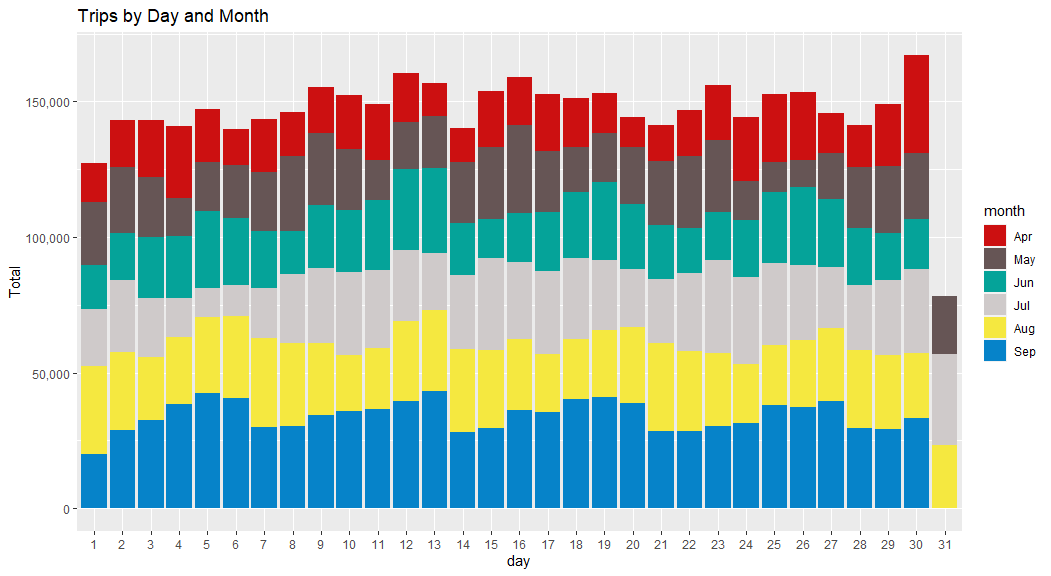 Trips by Day and Month
Total
150,000
100,000
50,000
0
1 2 3 4 5 6 7 8 9 10 11 12 13 14 15 16 17 18 19 20 21 22 23 24 25 26 27 28 29 30 31
day
month
Apr
May
Jun
Jul
Aug
Sep